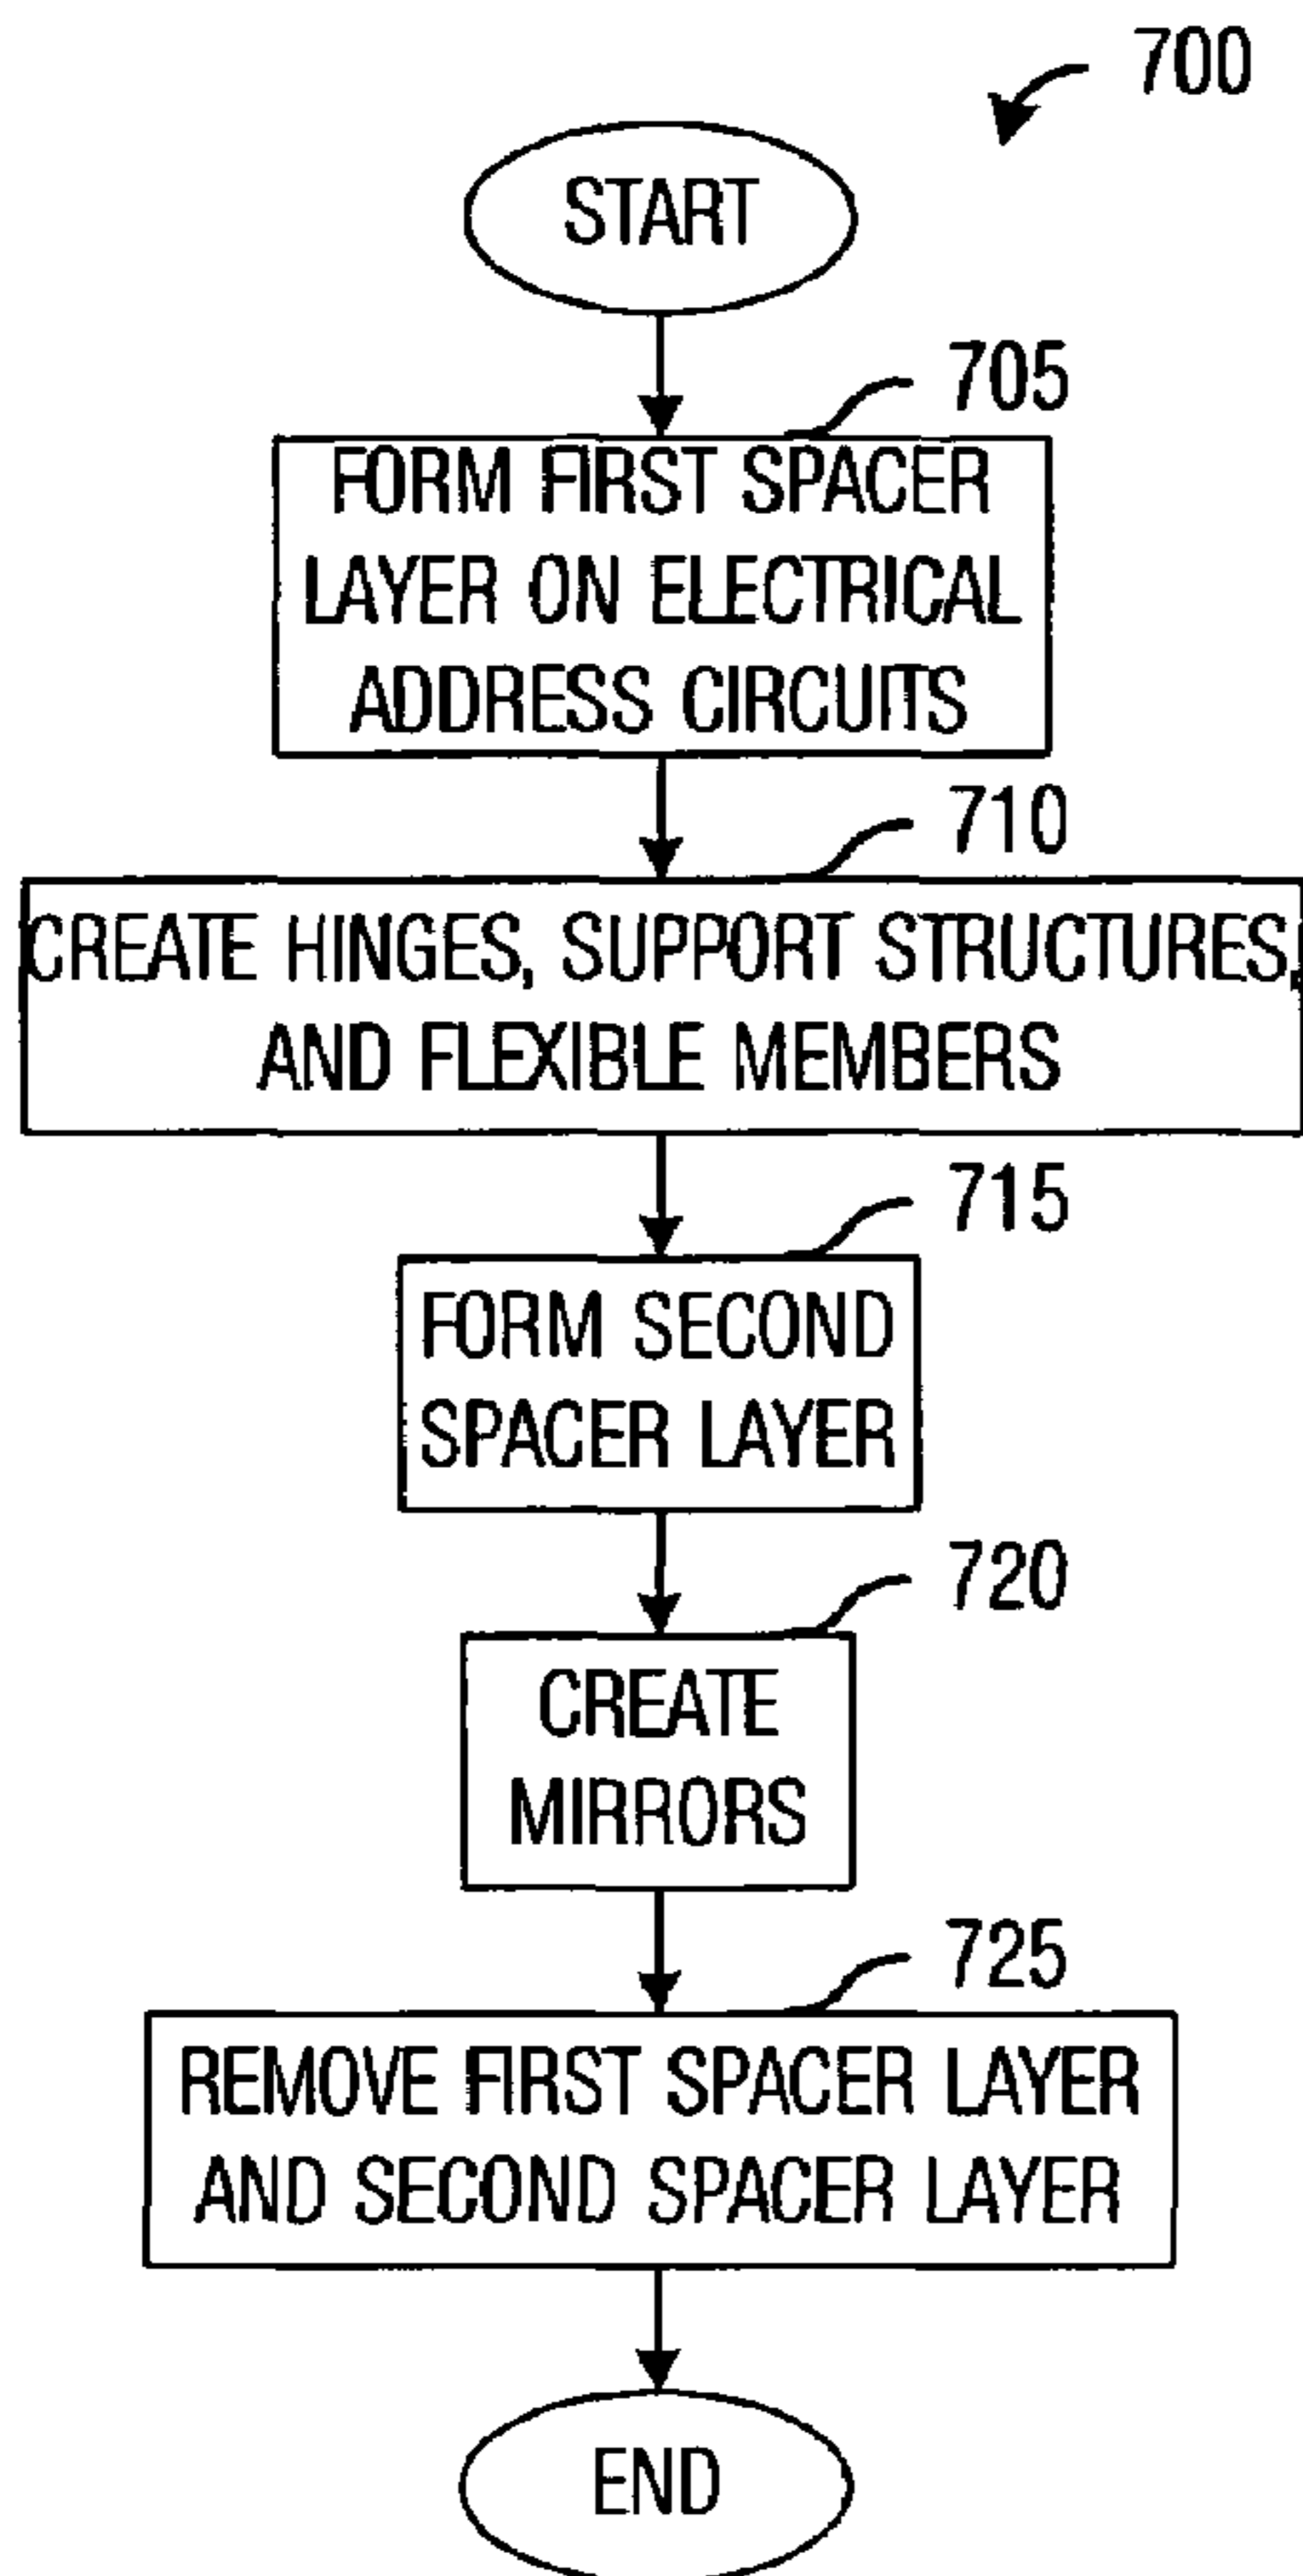 700
START
705
FORM FIRST SPACER
LAYER ON ELECTRICAL
ADDRESS CIRCUITS
710
CREATE HINGES, SUPPORT STRUCTURES,
AND FLEXIBLE MEMBERS
715
FORM SECOND
SPACER LAYER
720
CREATE
MIRRORS
725
REMOVE FIRST SPACER LAYER
AND SECOND SPACER LAYER
END